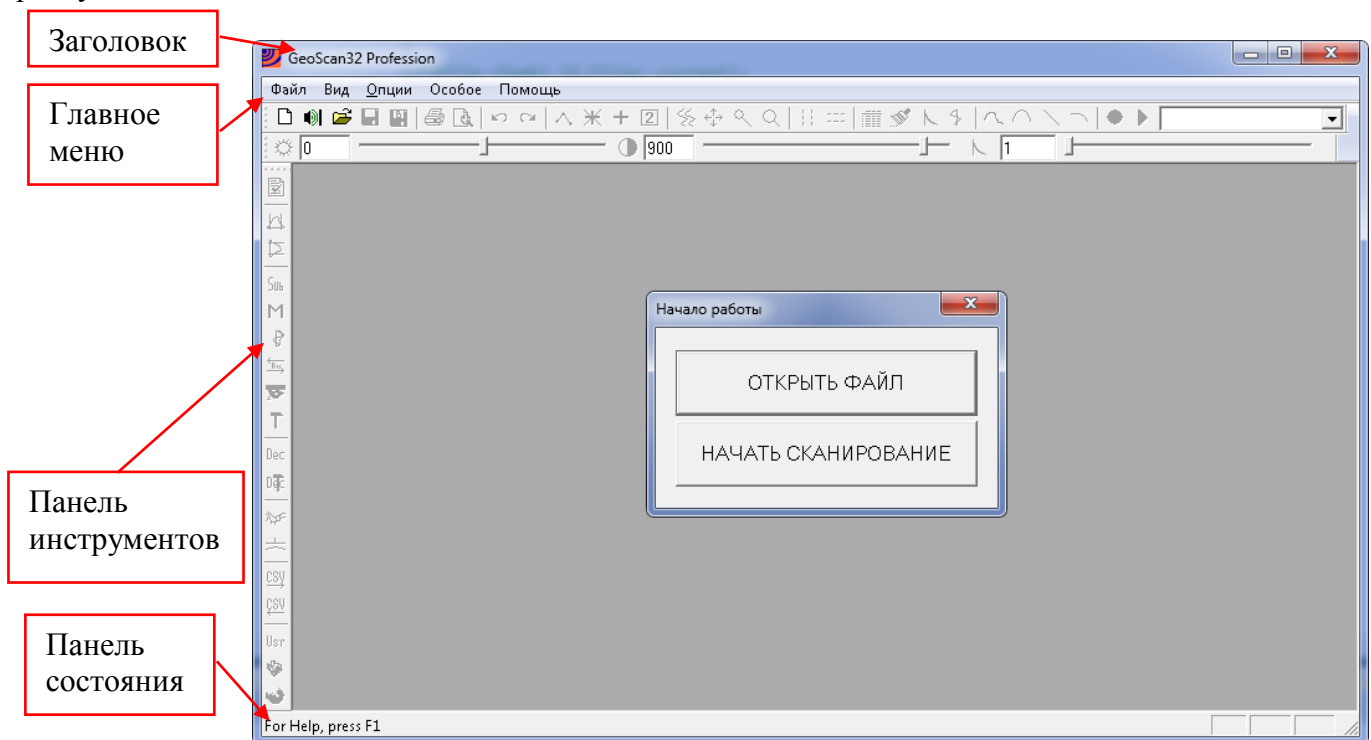 Заголовок
GeoScan32 Profession
Главное
меню
Файл Вид Опции Особое Помощь
2
0 900 1
Sub
M
T
Dec
CSV
CSV
Usr
Начало работы
ОТКРЫТЬ ФАЙЛ
НАЧАТЬ СКАНИРОВАНИЕ
Панель
инструментов
Панель
состояния
For Help, press F1